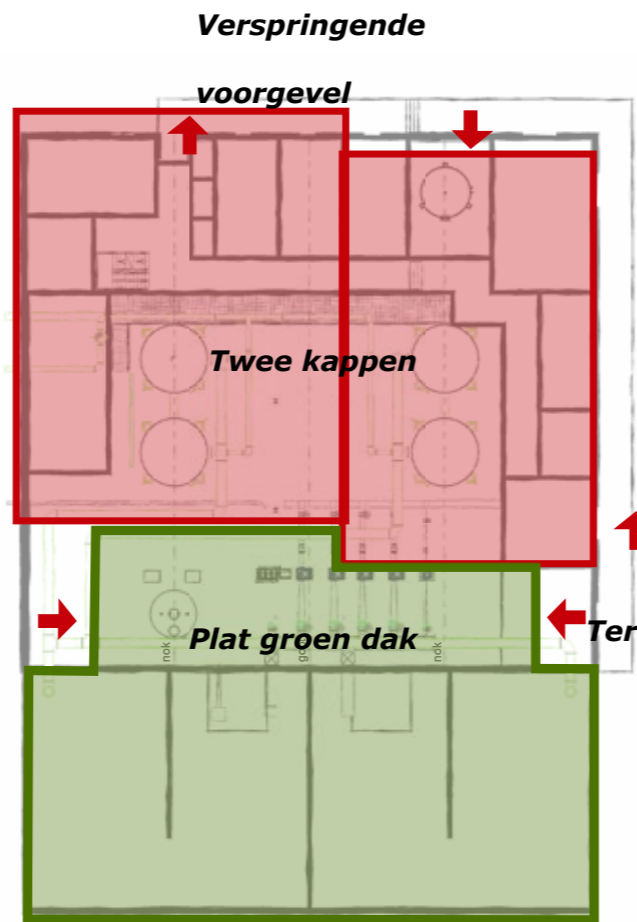 Verspringende
voorgevel
Twee kappen
Plat groen dak
Ter
nok
nok